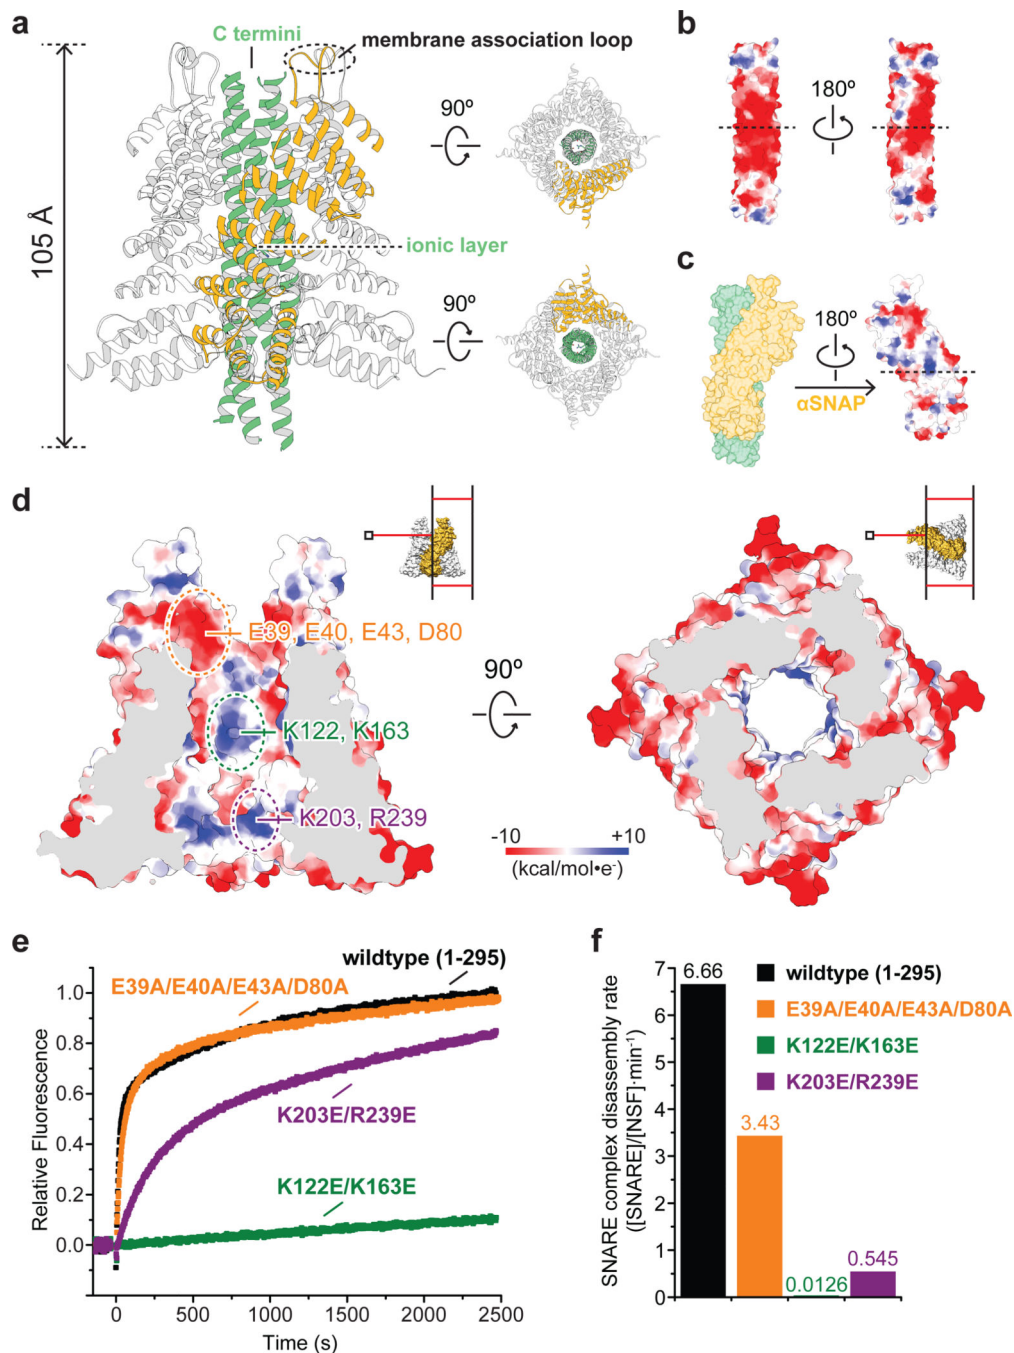 a
C termini
membrane association loop
105 Å
ionic layer
90º
90º
b
180º
c
180º
αSNAP
d
E39, E40, E43, D80
K122, K163
K203, R239
90º
-10 +10
(kcal/mol•e⁻)
e
wildtype (1-295)
E39A/E40A/E43A/D80A
K203E/R239E
K122E/K163E
Relative Fluorescence
1.0
0.8
0.6
0.4
0.2
0.0
0 500 1000 1500 2000 2500
Time (s)
f
SNARE complex disassembly rate
([SNARE]/[NSF]·min⁻¹)
7
6
5
4
3
2
1
0
6.66
3.43
0.0126
0.545
wildtype (1-295)
E39A/E40A/E43A/D80A
K122E/K163E
K203E/R239E